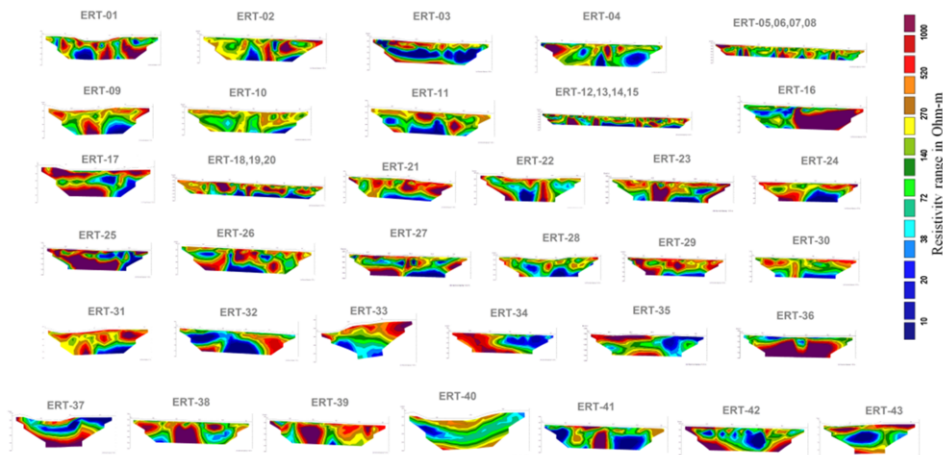 ERT-01
ERT-02
ERT-03
ERT-04
ERT-05,06,07,08
ERT-09
ERT-10
ERT-11
ERT-12,13,14,15
ERT-16
ERT-17
ERT-18,19,20
ERT-21
ERT-22
ERT-23
ERT-24
ERT-25
ERT-26
ERT-27
ERT-28
ERT-29
ERT-30
ERT-31
ERT-32
ERT-33
ERT-34
ERT-35
ERT-36
ERT-37
ERT-38
ERT-39
ERT-40
ERT-41
ERT-42
ERT-43
1000
520
270
140
72
38
20
10
Resistivity range in Ohm-m